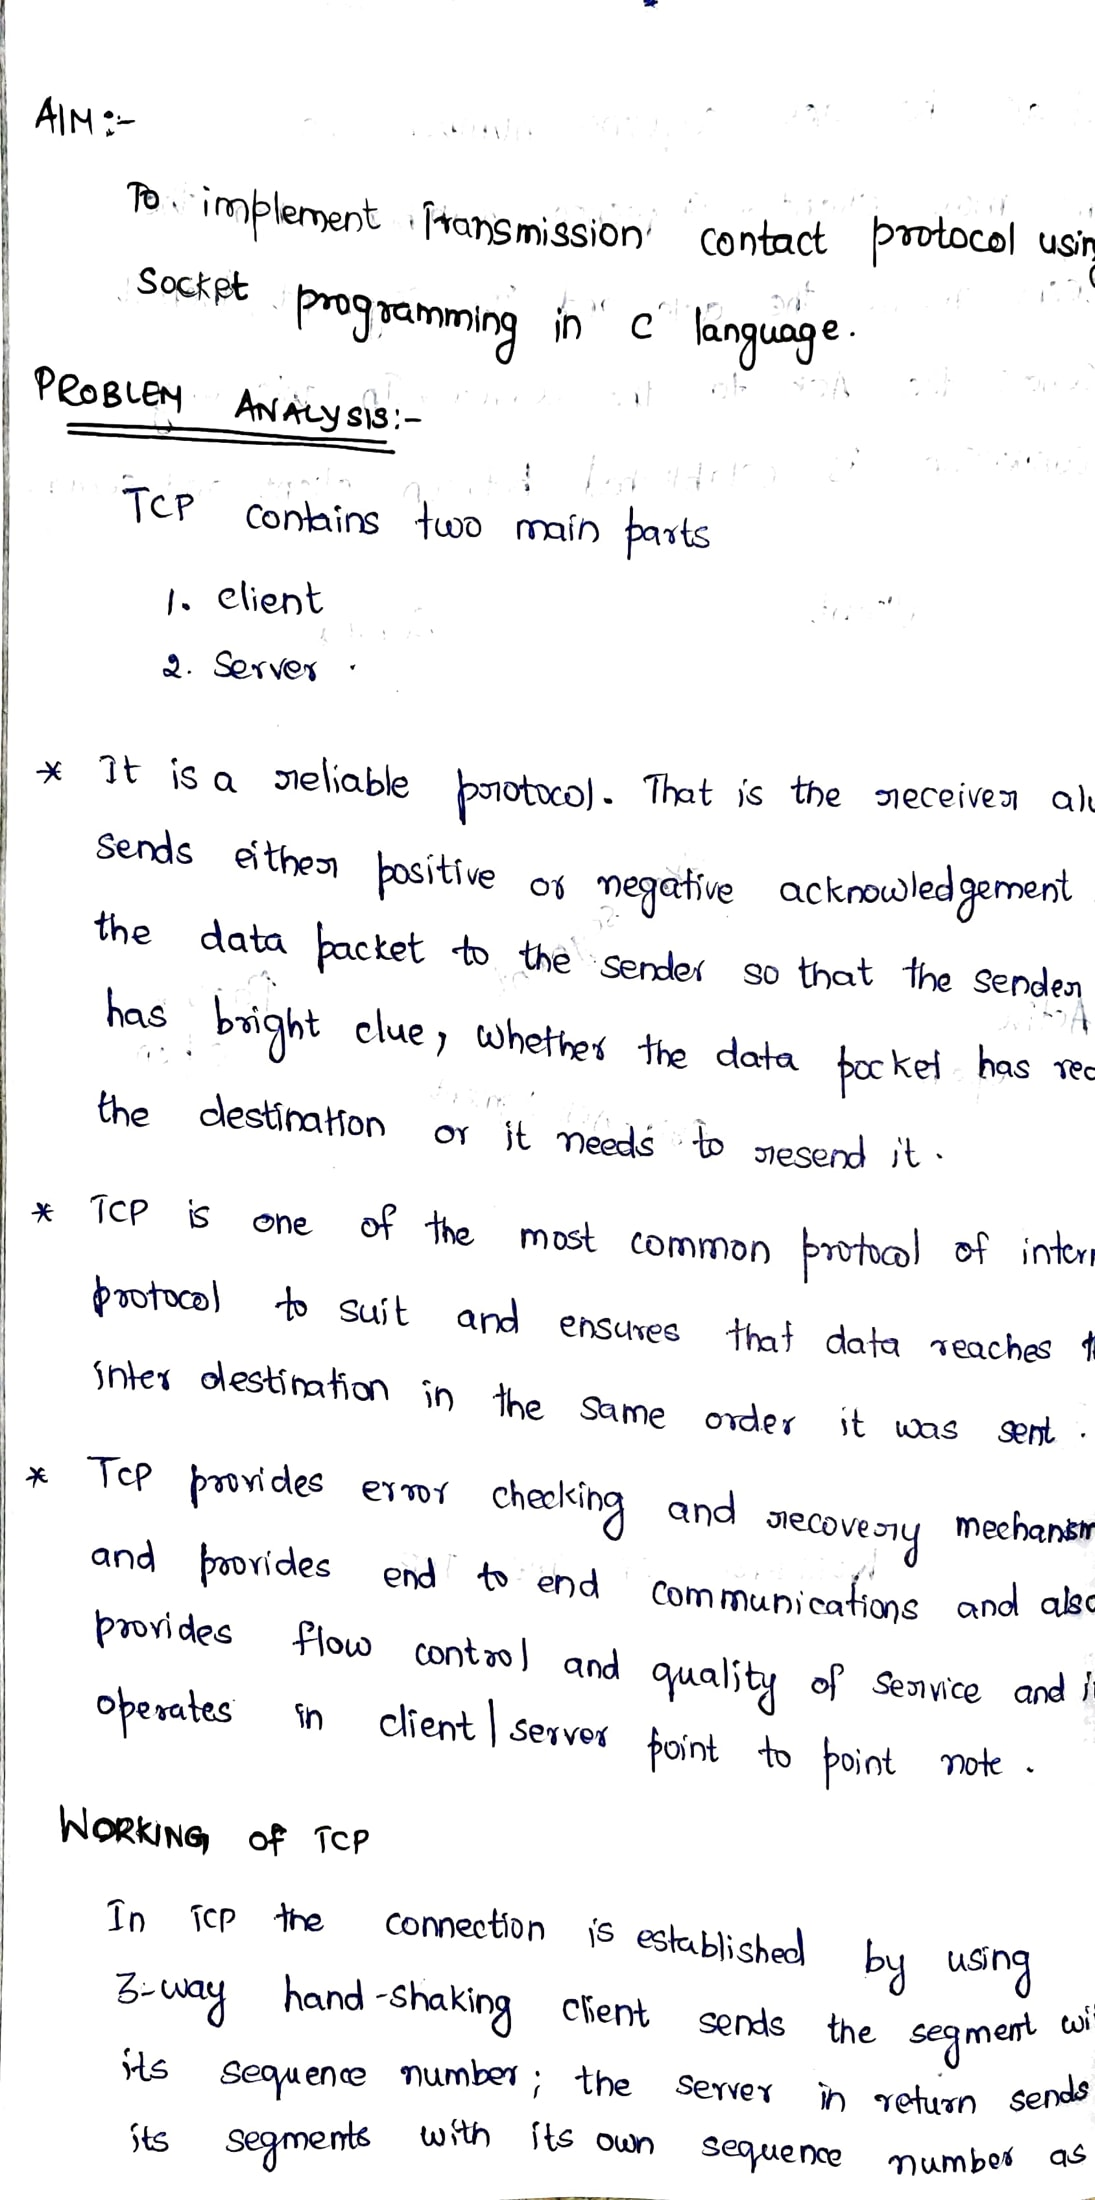 AIM :-
To implement Transmission contact protocol usin
Socket programming in C language.
PROBLEM ANALYSIS:-
TCP contains two main parts
1. client
2. Server .
* It is a reliable protocol. That is the receiver al
sends either positive or negative acknowledgement
the data packet to the sender so that the sender
has bright clue, whether the data packet has rec
the destination or it needs to resend it.
* TCP is one of the most common protocol of intern
protocol to suit and ensures that data reaches t
inter destination in the same order it was sent.
* TCP provides error checking and recovery mechanism
and provides end to end communications and also
provides flow control and quality of service and i
operates in client | server point to point note.
WORKING of TCP
In TCP the connection is established by using
3-way hand-shaking client sends the segment wi
its sequence number; the server in return sends
its segments with its own sequence number as